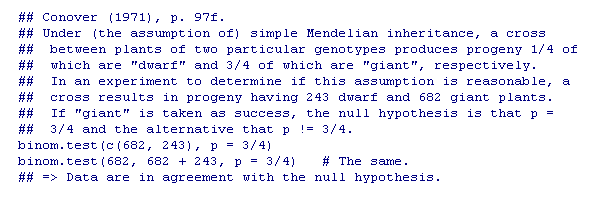 ## Conover (1971), p. 97f.
## Under (the assumption of) simple Mendelian inheritance, a cross
##  between plants of two particular genotypes produces progeny 1/4 of
##  which are "dwarf" and 3/4 of which are "giant", respectively.
##  In an experiment to determine if this assumption is reasonable, a
##  cross results in progeny having 243 dwarf and 682 giant plants.
##  If "giant" is taken as success, the null hypothesis is that p =
##  3/4 and the alternative that p != 3/4.
binom.test(c(682, 243), p = 3/4)
binom.test(682, 682 + 243, p = 3/4)   # The same.
## => Data are in agreement with the null hypothesis.